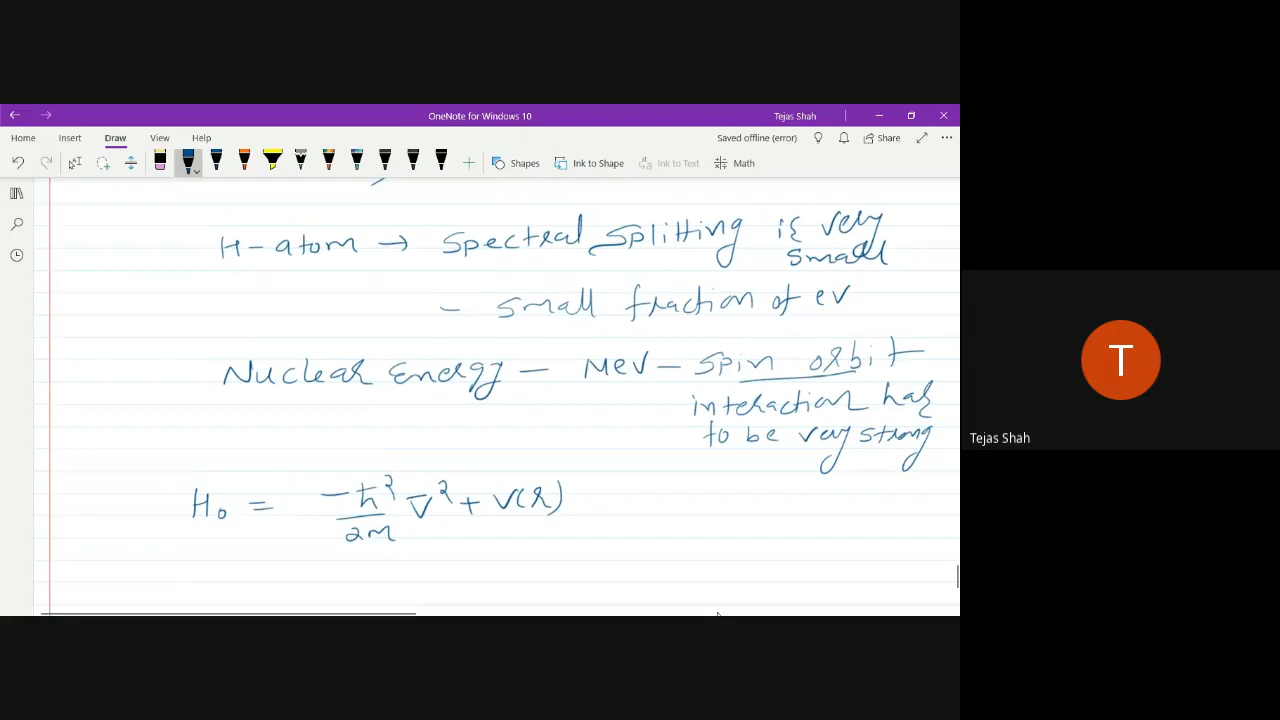 OneNote for Windows 10
Tejas Shah
Home Insert Draw View Help
Saved offline (error)
Share
Shapes
Ink to Shape
Ink to Text
Math
H-atom → spectral splitting is very
small
- small fraction of ev
Nuclear Energy - MeV - spin orbit
interaction has
to be very strong
H₀ = -ħ²/2m ∇² + V(r)
T
Tejas Shah